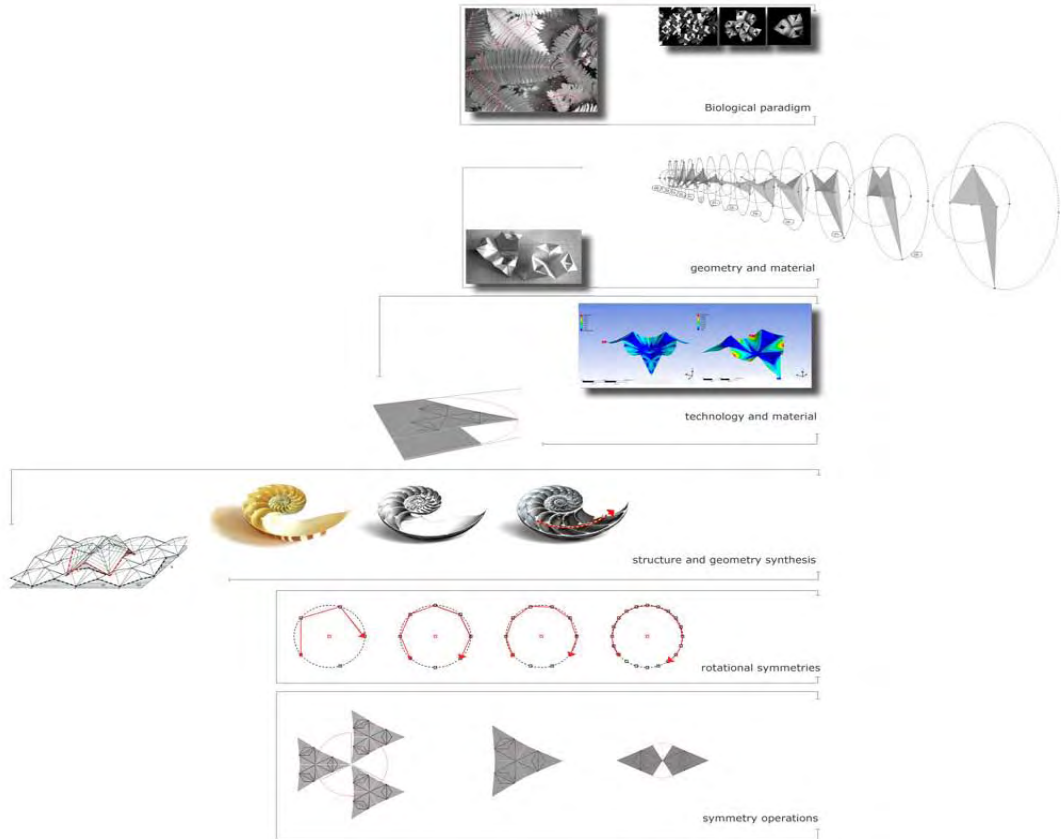 Biological paradigm
geometry and material
technology and material
structure and geometry synthesis
rotational symmetries
symmetry operations